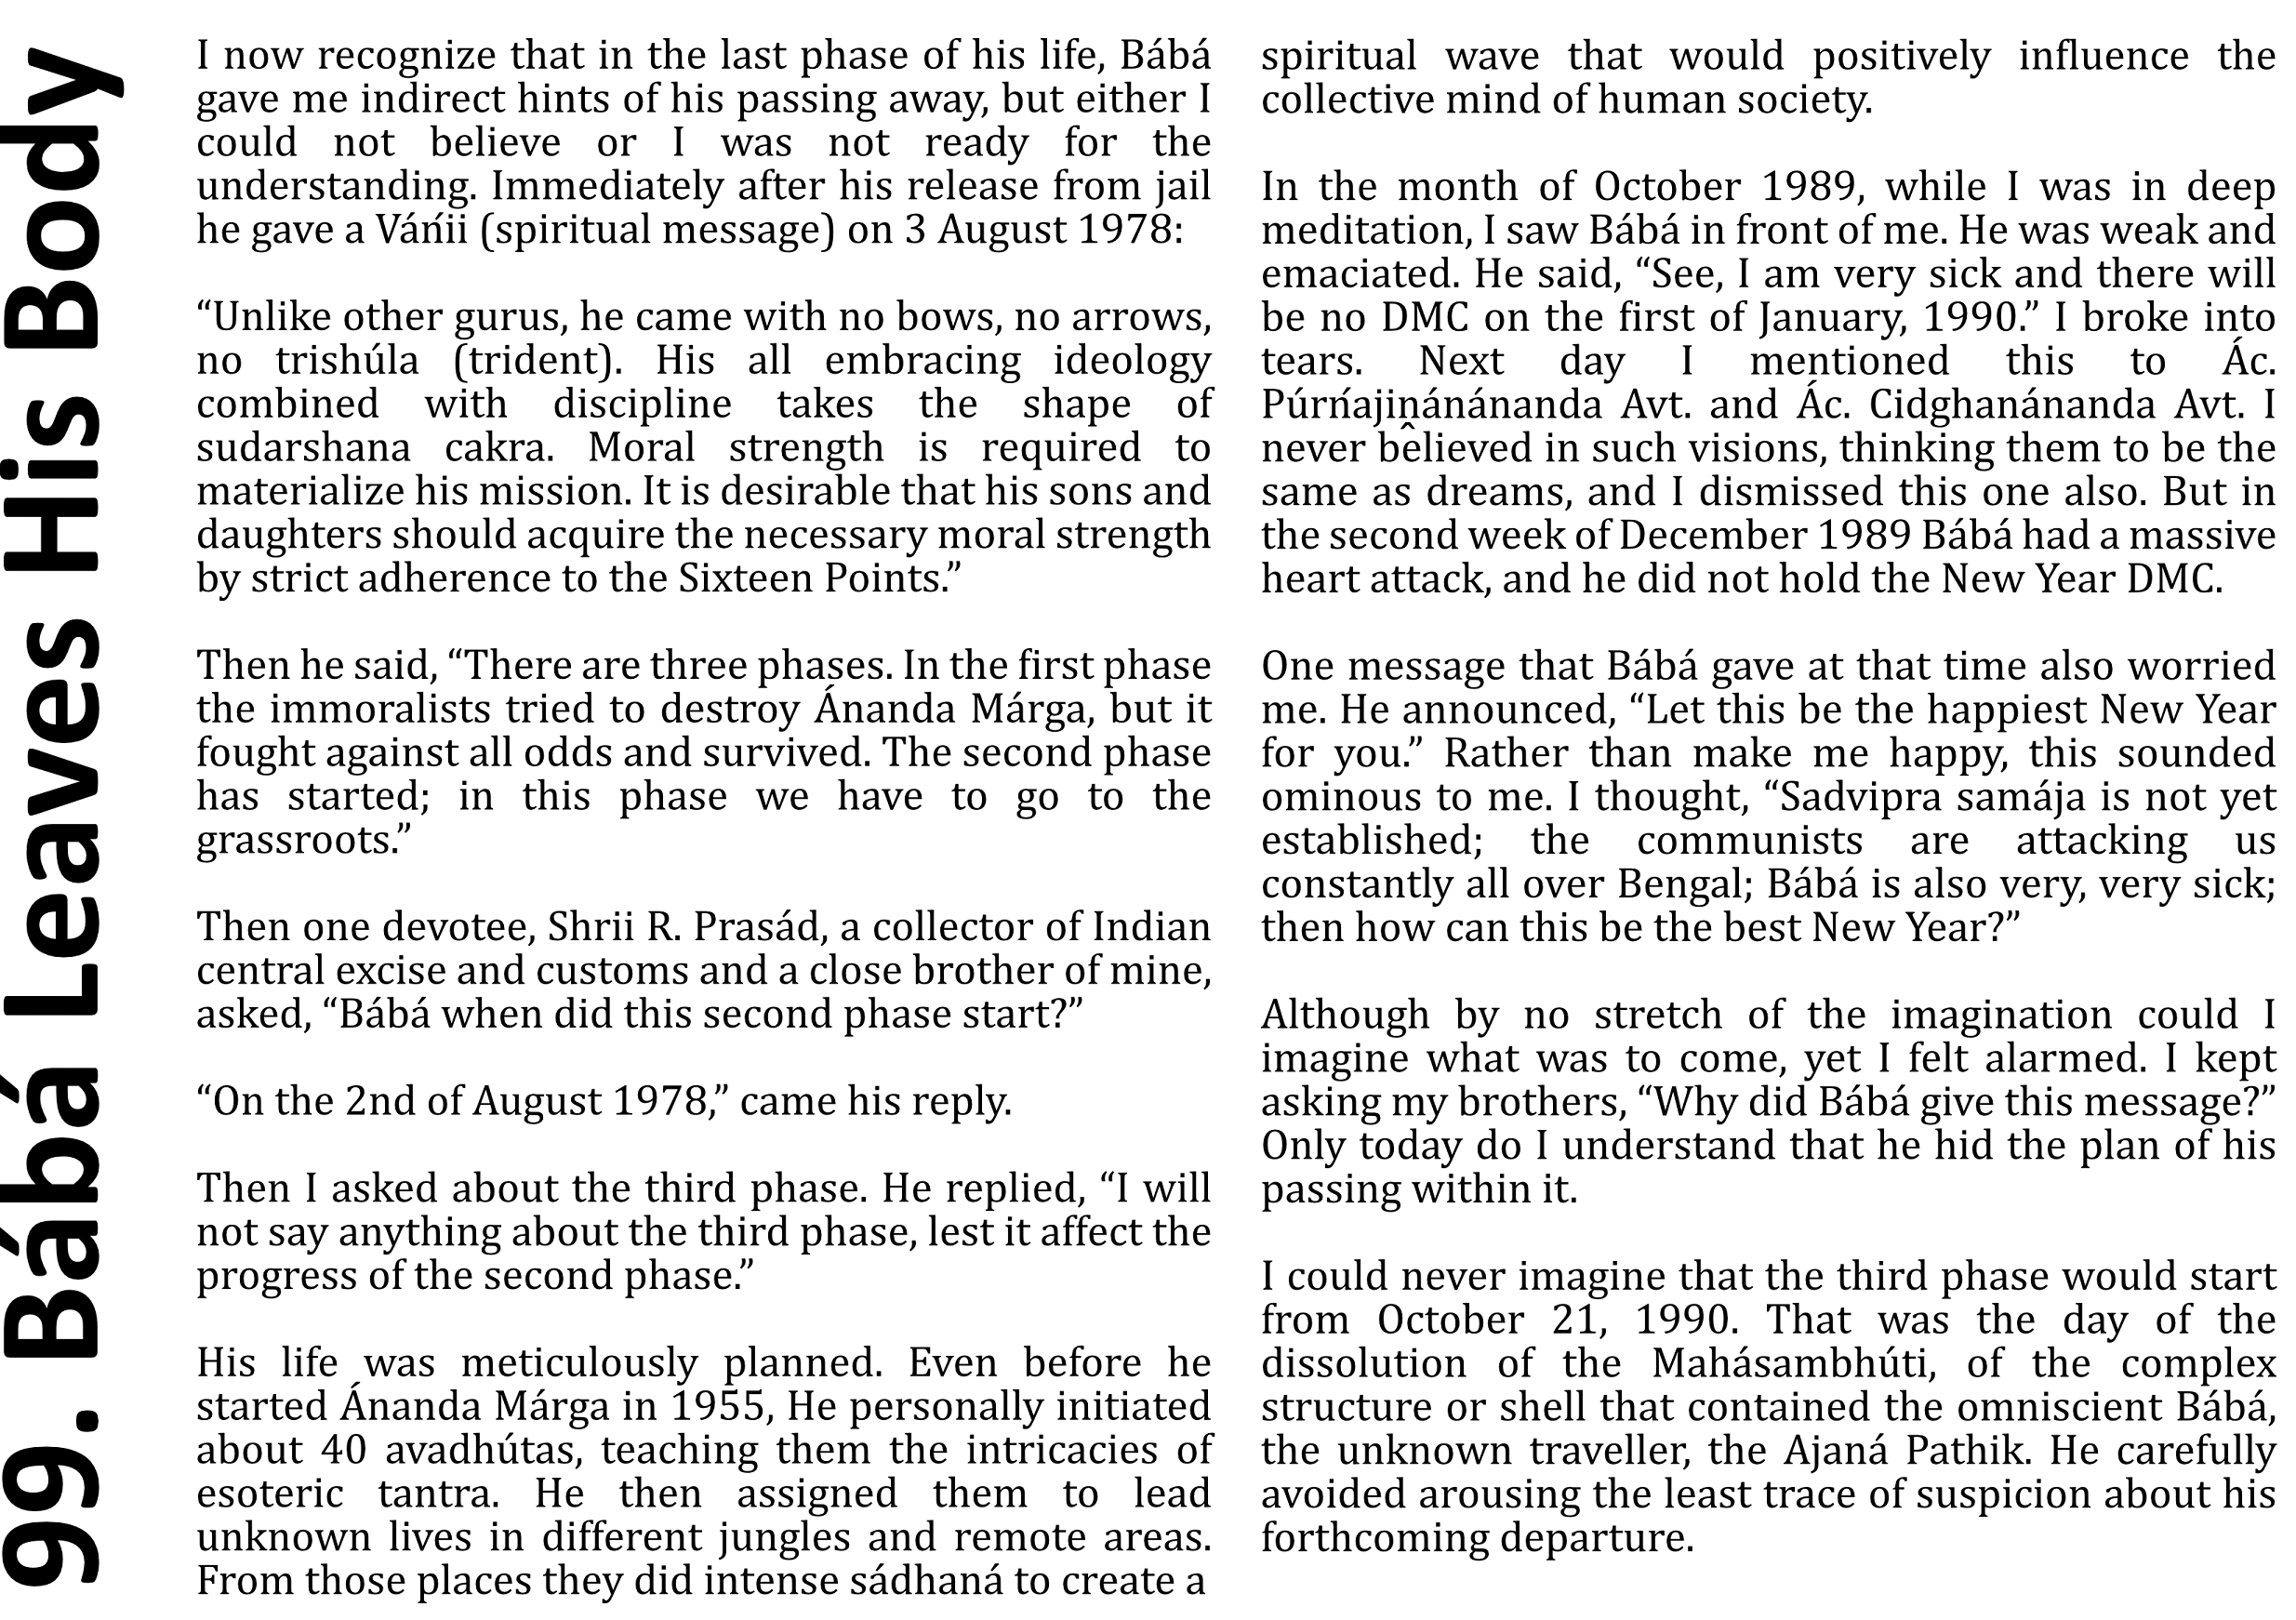 99. Bábá Leaves His Body
I now recognize that in the last phase of his life, Bábá
gave me indirect hints of his passing away, but either I
could not believe or I was not ready for the
understanding. Immediately after his release from jail
he gave a Váńii (spiritual message) on 3 August 1978:
“Unlike other gurus, he came with no bows, no arrows,
no trishúla (trident). His all embracing ideology
combined with discipline takes the shape of
sudarshana cakra. Moral strength is required to
materialize his mission. It is desirable that his sons and
daughters should acquire the necessary moral strength
by strict adherence to the Sixteen Points.”
Then he said, “There are three phases. In the first phase
the immoralists tried to destroy Ánanda Márga, but it
fought against all odds and survived. The second phase
has started; in this phase we have to go to the
grassroots.”
Then one devotee, Shrii R. Prasád, a collector of Indian
central excise and customs and a close brother of mine,
asked, “Bábá when did this second phase start?”
“On the 2nd of August 1978,” came his reply.
Then I asked about the third phase. He replied, “I will
not say anything about the third phase, lest it affect the
progress of the second phase.”
His life was meticulously planned. Even before he
started Ánanda Márga in 1955, He personally initiated
about 40 avadhútas, teaching them the intricacies of
esoteric tantra. He then assigned them to lead
unknown lives in different jungles and remote areas.
From those places they did intense sádhaná to create a
spiritual wave that would positively influence the
collective mind of human society.
In the month of October 1989, while I was in deep
meditation, I saw Bábá in front of me. He was weak and
emaciated. He said, “See, I am very sick and there will
be no DMC on the first of January, 1990.” I broke into
tears. Next day I mentioned this to Ác.
Púrńajiṋánánanda Avt. and Ác. Cidghanánanda Avt. I
never believed in such visions, thinking them to be the
same as dreams, and I dismissed this one also. But in
the second week of December 1989 Bábá had a massive
heart attack, and he did not hold the New Year DMC.
One message that Bábá gave at that time also worried
me. He announced, “Let this be the happiest New Year
for you.” Rather than make me happy, this sounded
ominous to me. I thought, “Sadvipra samája is not yet
established; the communists are attacking us
constantly all over Bengal; Bábá is also very, very sick;
then how can this be the best New Year?”
Although by no stretch of the imagination could I
imagine what was to come, yet I felt alarmed. I kept
asking my brothers, “Why did Bábá give this message?”
Only today do I understand that he hid the plan of his
passing within it.
I could never imagine that the third phase would start
from October 21, 1990. That was the day of the
dissolution of the Mahásambhúti, of the complex
structure or shell that contained the omniscient Bábá,
the unknown traveller, the Ajaná Pathik. He carefully
avoided arousing the least trace of suspicion about his
forthcoming departure.